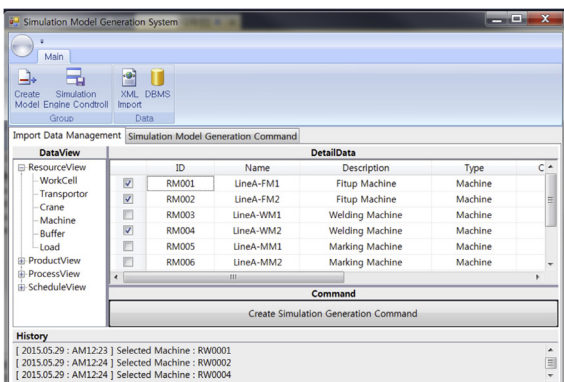 Simulation Model Generation System
Main
Create Model
Simulation Engine Condtroll
XML Import
DBMS
Group
Data
Import Data Management
Simulation Model Generation Command
DataView
DetailData
ResourceView
WorkCell
Transportor
Crane
Machine
Buffer
Load
ProductView
ProcessView
ScheduleView
ID Name Description Type C
RM001 LineA-FM1 Fitup Machine Machine
RM002 LineA-FM2 Fitup Machine Machine
RM003 LineA-WM1 Welding Machine Machine
RM004 LineA-WM2 Welding Machine Machine
RM005 LineA-MM1 Marking Machine Machine
RM006 LineA-MM2 Marking Machine Machine
Command
Create Simulation Generation Command
History
[ 2015.05.29 : AM12:23 ] Selected Machine : RW0001
[ 2015.05.29 : AM12:24 ] Selected Machine : RW0002
[ 2015.05.29 : AM12:24 ] Selected Machine : RW0004